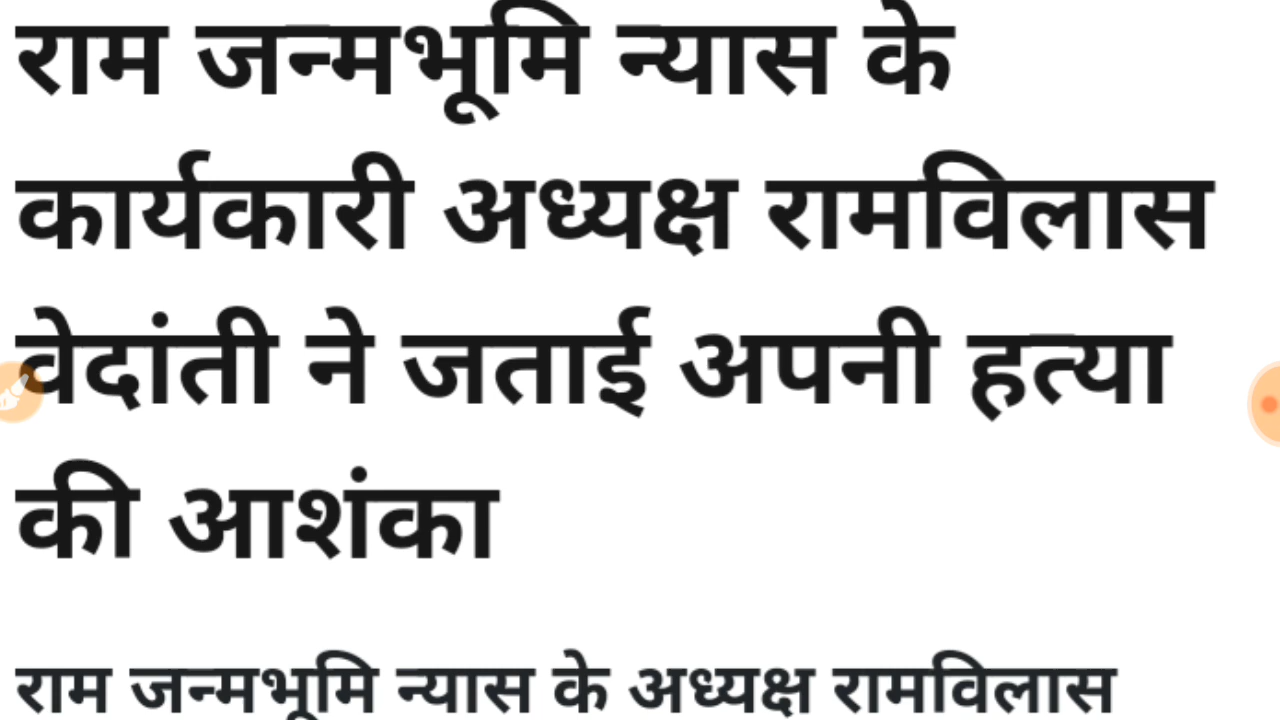 राम जन्मभूमि न्यास के
कार्यकारी अध्यक्ष रामविलास
वेदांती ने जताई अपनी हत्या
की आशंका
राम जन्मभूमि न्यास के अध्यक्ष रामविलास